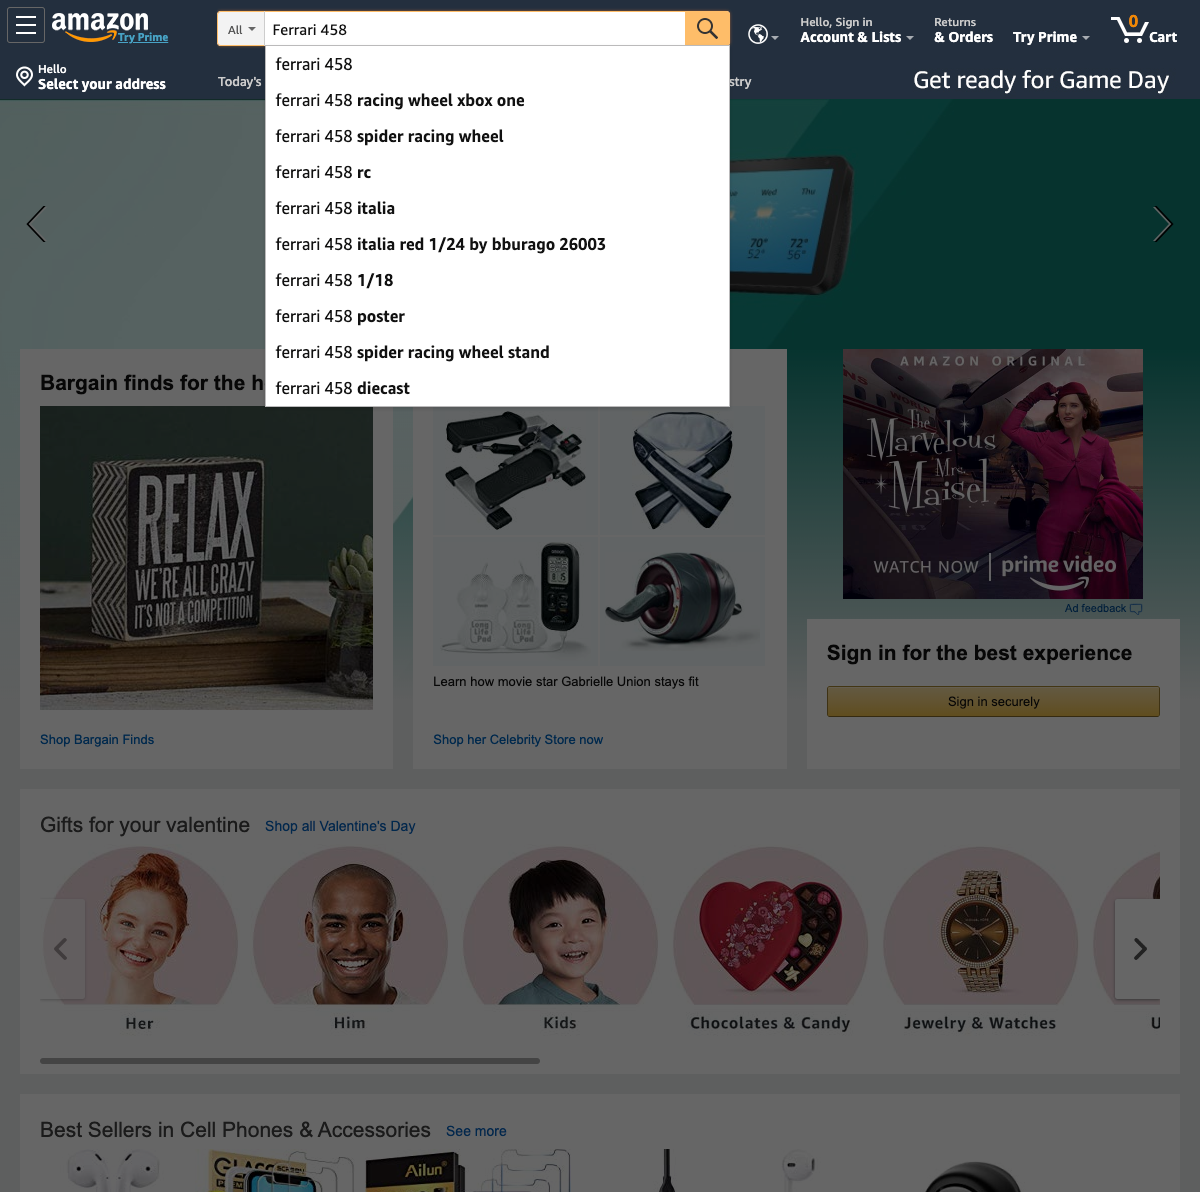 amazon
Try Prime
All
Ferrari 458
Hello, Sign in
Account & Lists
Returns
& Orders
Try Prime
0
Cart
Hello
Select your address
Today's
stry
Get ready for Game Day
ferrari 458
ferrari 458 racing wheel xbox one
ferrari 458 spider racing wheel
ferrari 458 rc
ferrari 458 italia
ferrari 458 italia red 1/24 by bburago 26003
ferrari 458 1/18
ferrari 458 poster
ferrari 458 spider racing wheel stand
ferrari 458 diecast
Wed
Thu
70° 72°
52° 56°
Bargain finds for the h
RELAX
WE'RE ALL CRAZY
IT'S NOT A COMPETITION
Shop Bargain Finds
Long Life Pad
Long Life Pad
Learn how movie star Gabrielle Union stays fit
Shop her Celebrity Store now
AMAZON ORIGINAL
The
Marvelous
Mrs.
Maisel
WATCH NOW | prime video
Ad feedback
Sign in for the best experience
Sign in securely
Gifts for your valentine
Shop all Valentine's Day
Her
Him
Kids
Chocolates & Candy
Jewelry & Watches
U
Best Sellers in Cell Phones & Accessories
See more
Ailun